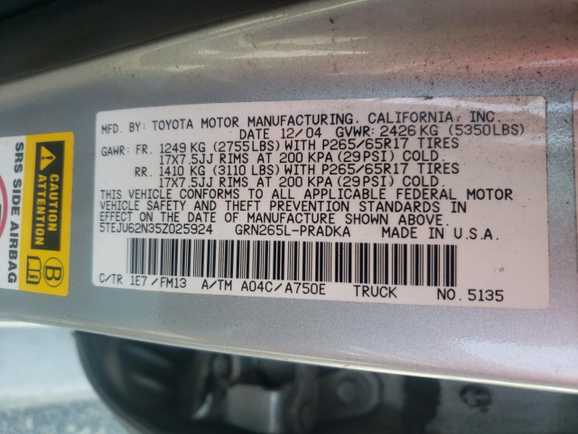 MFD. BY: TOYOTA MOTOR MANUFACTURING. CALIFORNIA, INC.
DATE 12/04 GVWR: 2426 KG (5350LBS)
GAWR: FR. 1249 KG (2755LBS) WITH P265/65R17 TIRES
17X7.5JJ RIMS AT 200 KPA (29PSI) COLD.
RR. 1410 KG (3110LBS) WITH P265/65R17 TIRES
17X7.5JJ RIMS AT 200 KPA (29PSI) COLD.
THIS VEHICLE CONFORMS TO ALL APPLICABLE FEDERAL MOTOR
VEHICLE SAFETY AND THEFT PREVENTION STANDARDS IN
EFFECT ON THE DATE OF MANUFACTURE SHOWN ABOVE.
5TEJU62N35Z025924 GRN265L-PRADKA MADE IN U.S.A.
C/TR 1E7 /FM13 A/TM A04C/A750E TRUCK NO. 5135
SRS SIDE AIRBAG
CAUTION
ATTENTION
B